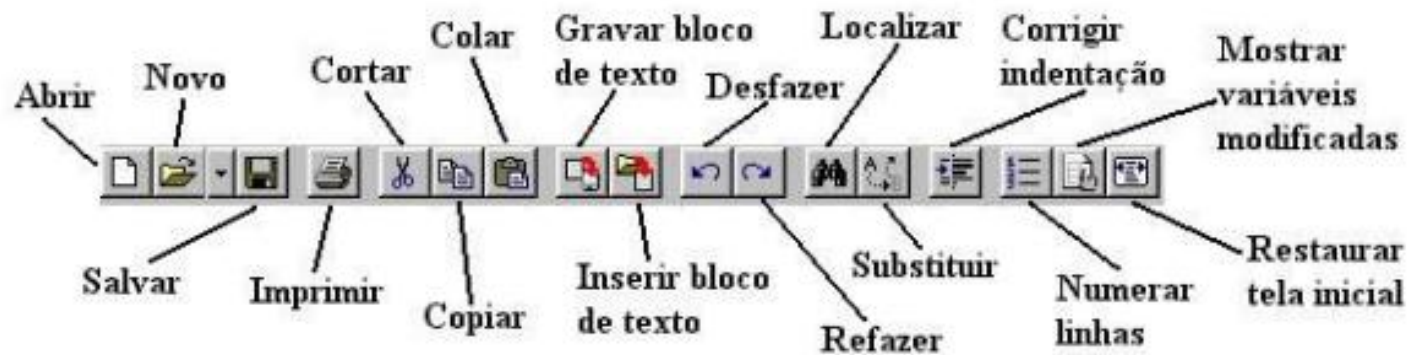 Abrir
Novo
Cortar
Colar
Gravar bloco
de texto
Desfazer
Localizar
Corrigir
indentação
Mostrar
variáveis
modificadas
Salvar
Imprimir
Copiar
Inserir bloco
de texto
Refazer
Substituir
Numerar
linhas
Restaurar
tela inicial